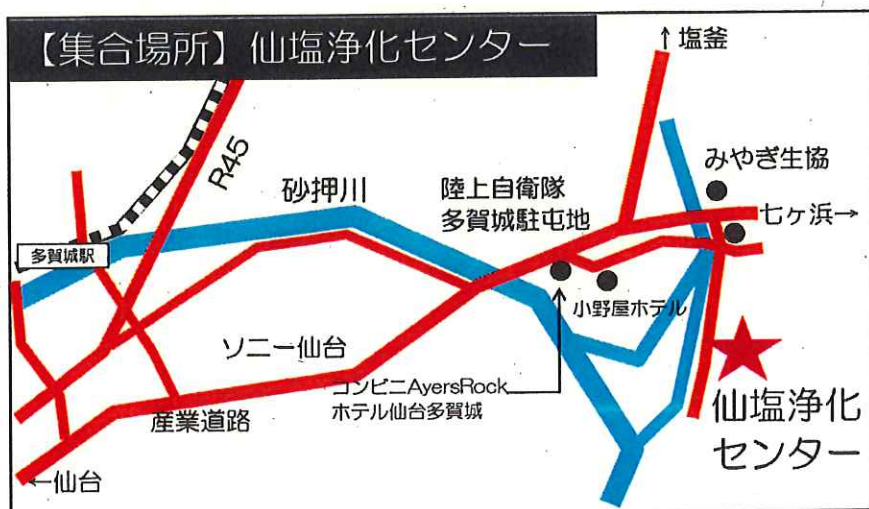 【集合場所】仙塩浄化センター
↑塩釜
R45
砂押川
陸上自衛隊
多賀城駐屯地
みやぎ生協
七ヶ浜→
多賀城駅
小野屋ホテル
ソニー仙台
コンビニAyersRock
ホテル仙台多賀城
産業道路
仙塩浄化
センター
←仙台